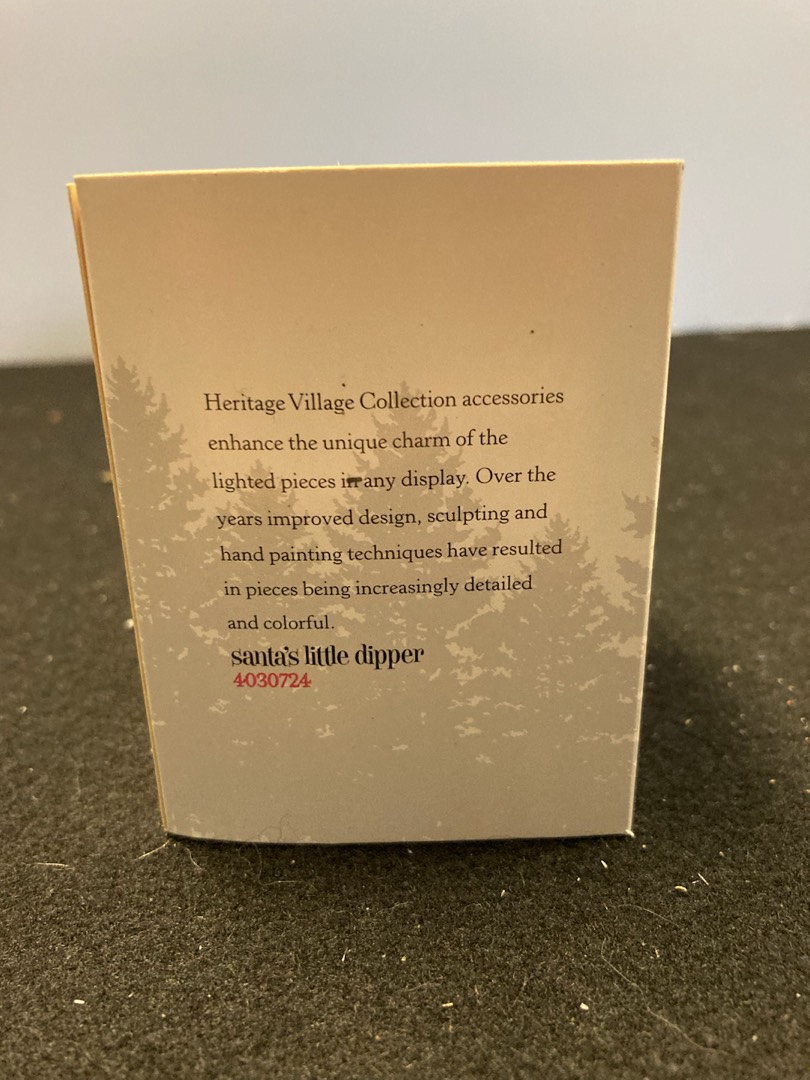 Heritage Village Collection accessories
enhance the unique charm of the
lighted pieces in any display. Over the
years improved design, sculpting and
hand painting techniques have resulted
in pieces being increasingly detailed
and colorful.
santa's little dipper
4030724